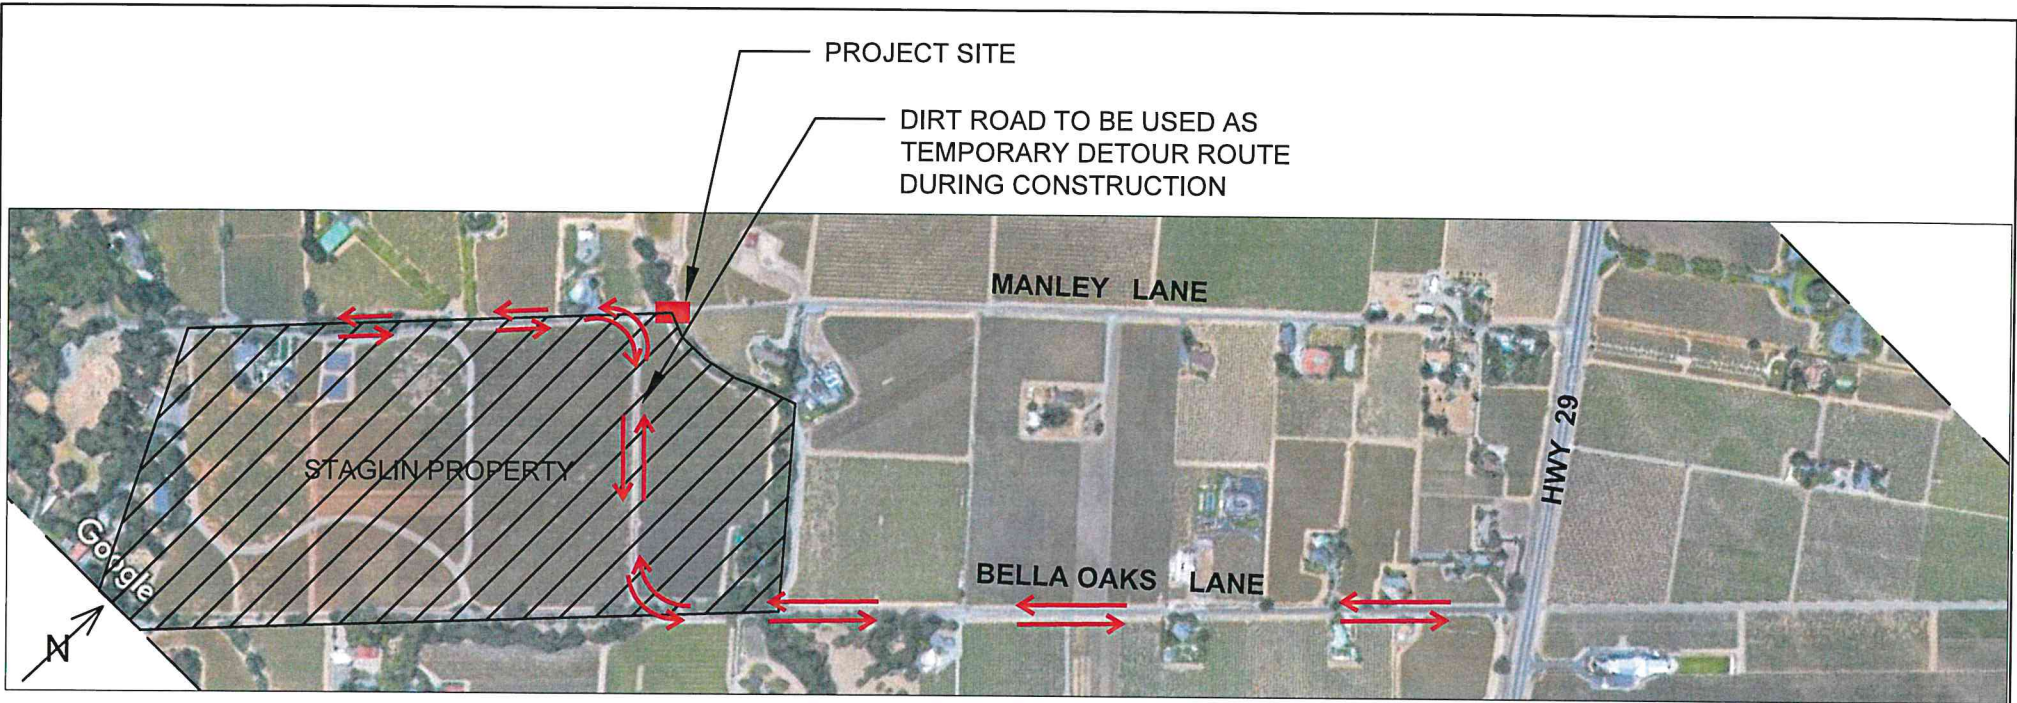 PROJECT SITE
DIRT ROAD TO BE USED AS
TEMPORARY DETOUR ROUTE
DURING CONSTRUCTION
MANLEY LANE
HWY 29
STAGLIN PROPERTY
Google
BELLA OAKS LANE
N